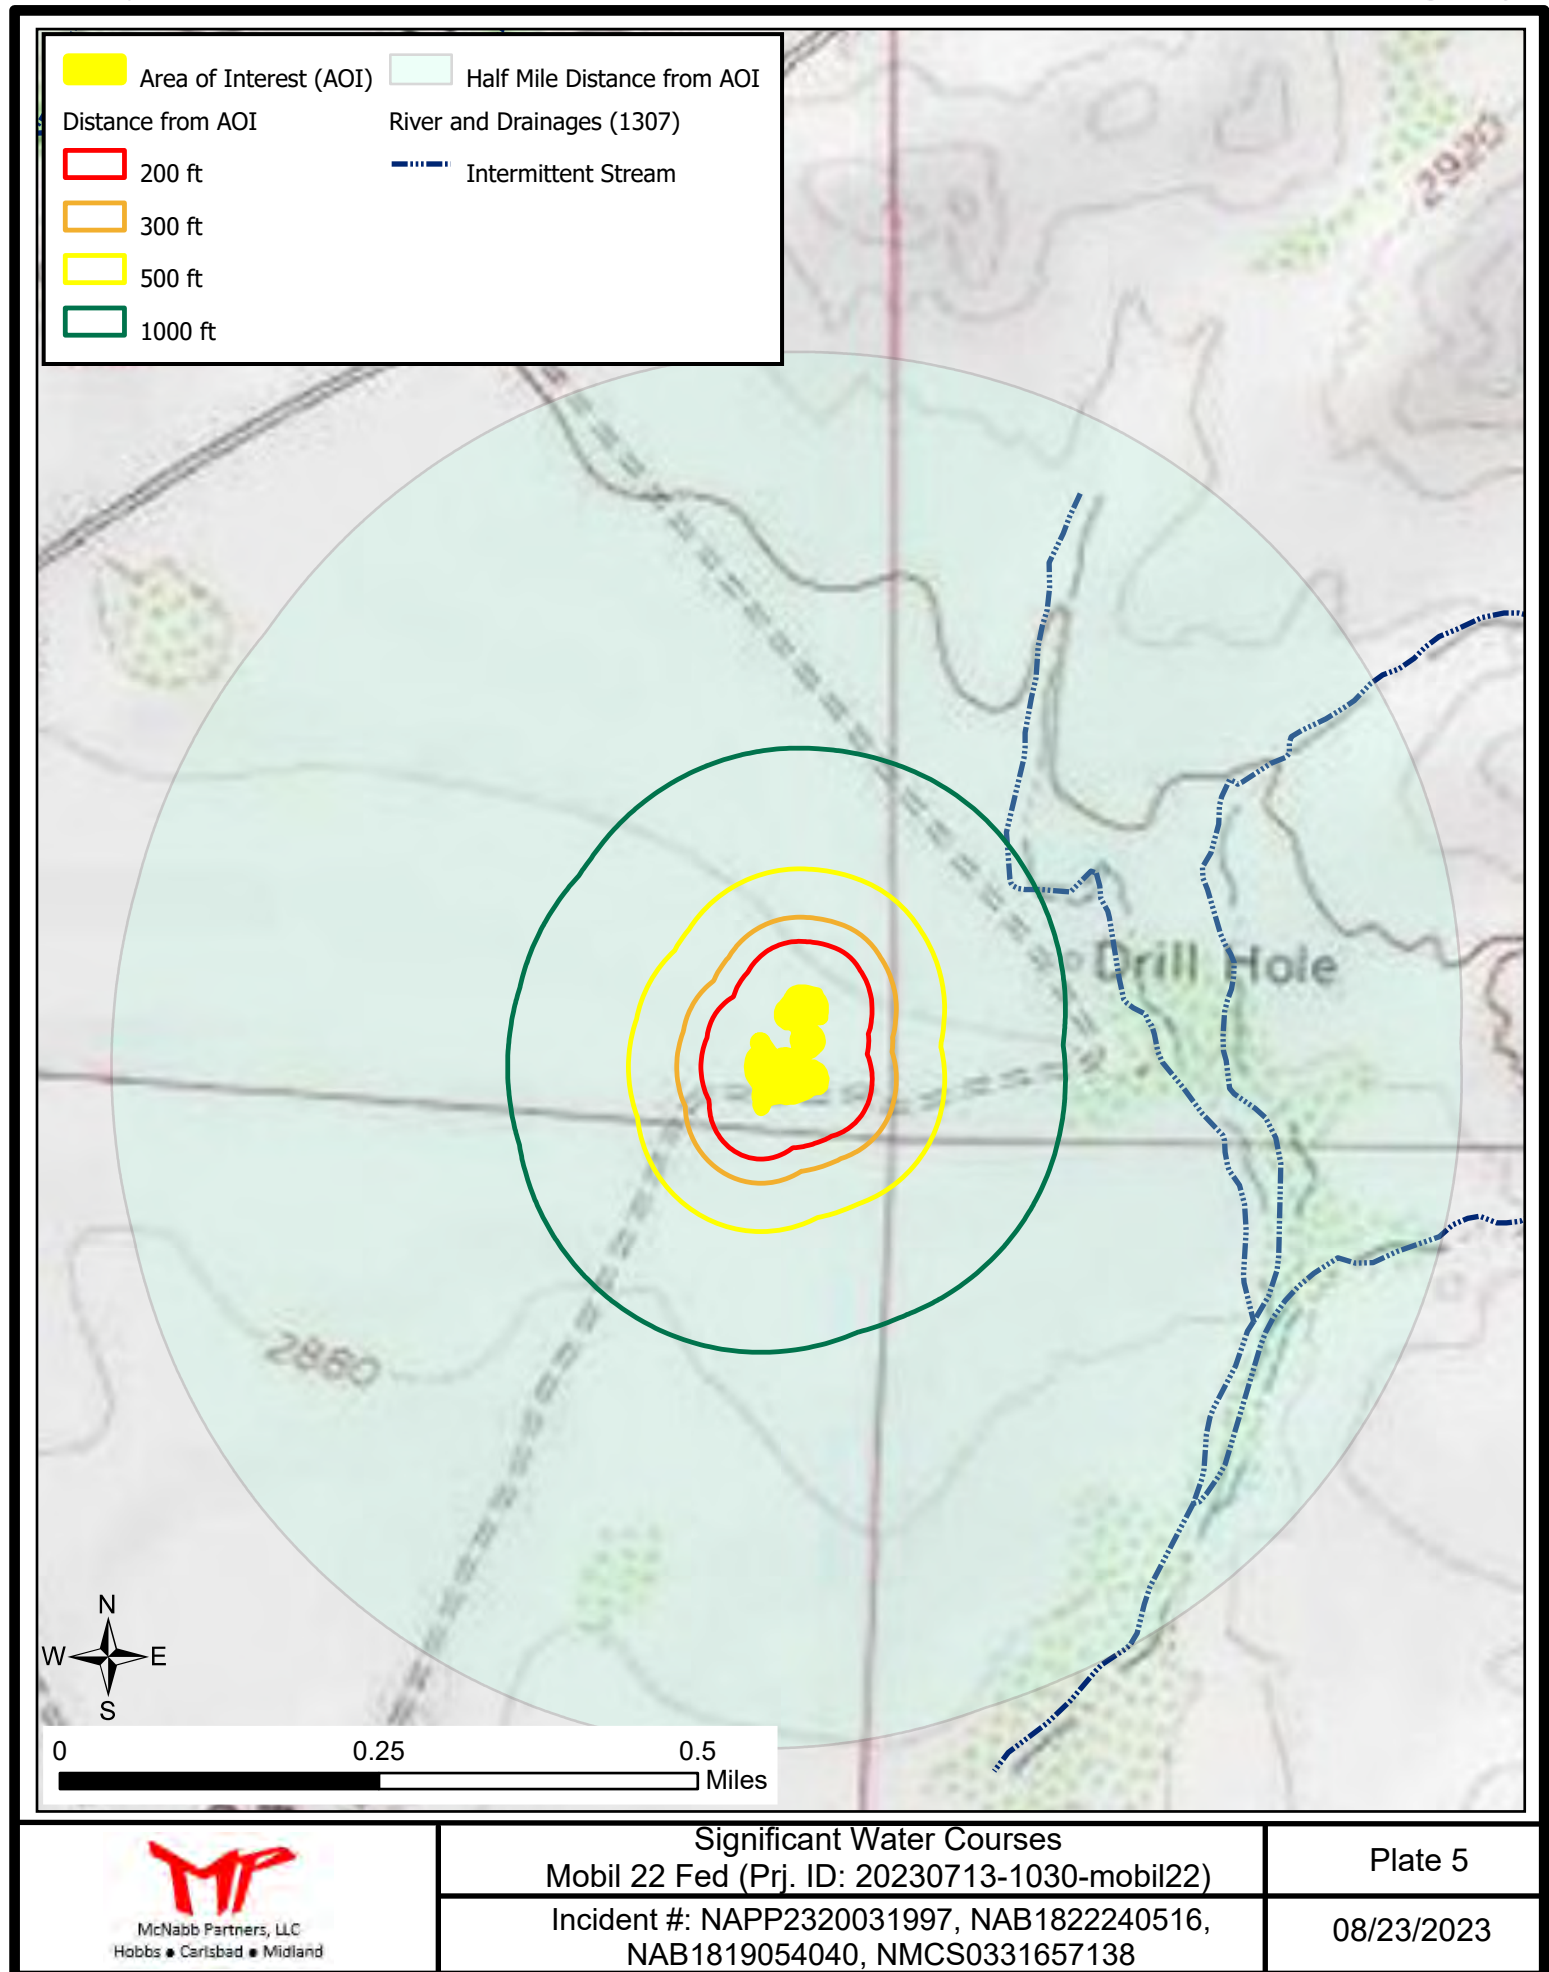 Area of Interest (AOI)
Half Mile Distance from AOI
Distance from AOI
River and Drainages (1307)
200 ft
Intermittent Stream
300 ft
500 ft
1000 ft
2920
Drill Hole
2880
N
W E
S
0 0.25 0.5
Miles
McNabb Partners, LLC
Hobbs ● Carlsbad ● Midland
Significant Water Courses
Mobil 22 Fed (Prj. ID: 20230713-1030-mobil22)
Plate 5
Incident #: NAPP2320031997, NAB1822240516,
NAB1819054040, NMCS0331657138
08/23/2023